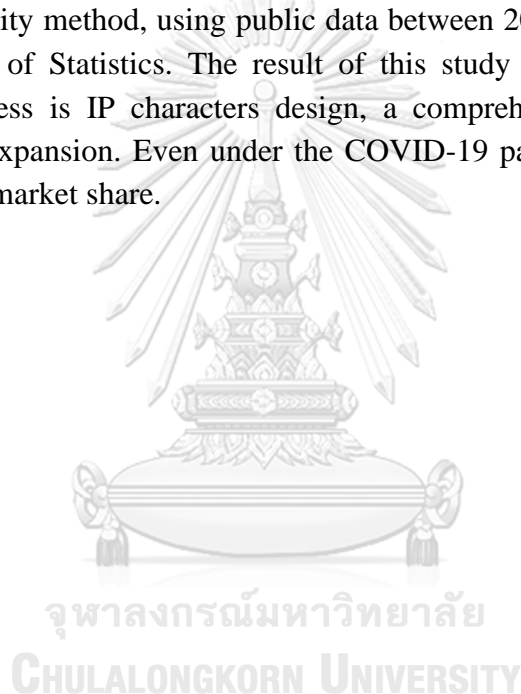 ity method, using public data between 20
of Statistics. The result of this study
ess is IP characters design, a compreh
xpansion. Even under the COVID-19 pa
market share.
จุฬาลงกรณ์มหาวิทยาลัย
CHULALONGKORN UNIVERSITY